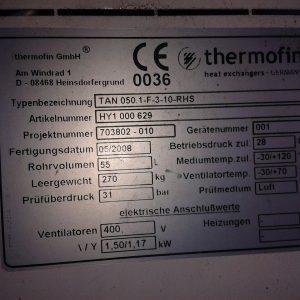 thermofin GmbH ® CE thermofin
Am Windrad 1 heat exchangers - GERMANY
D - 08468 Heinsdorfergrund 0036
Typenbezeichnung TAN 050.1-F-3-10-RHS
Artikelnummer HY1 000 629
Projektnummer 703802 - 010 Gerätenummer 001
Fertigungsdatum 05/2008 Betriebsdruck zul. 28
Rohrvolumen 55 L Mediumtemp.zul. -30/+120
Leergewicht 270 kg Ventilatortemp. -30/+70
Prüfüberdruck 31 bar Prüfmedium Luft
elektrische Anschlußwerte
Ventilatoren 400 V Heizungen -
\ / Y 1,50/1,17 kW